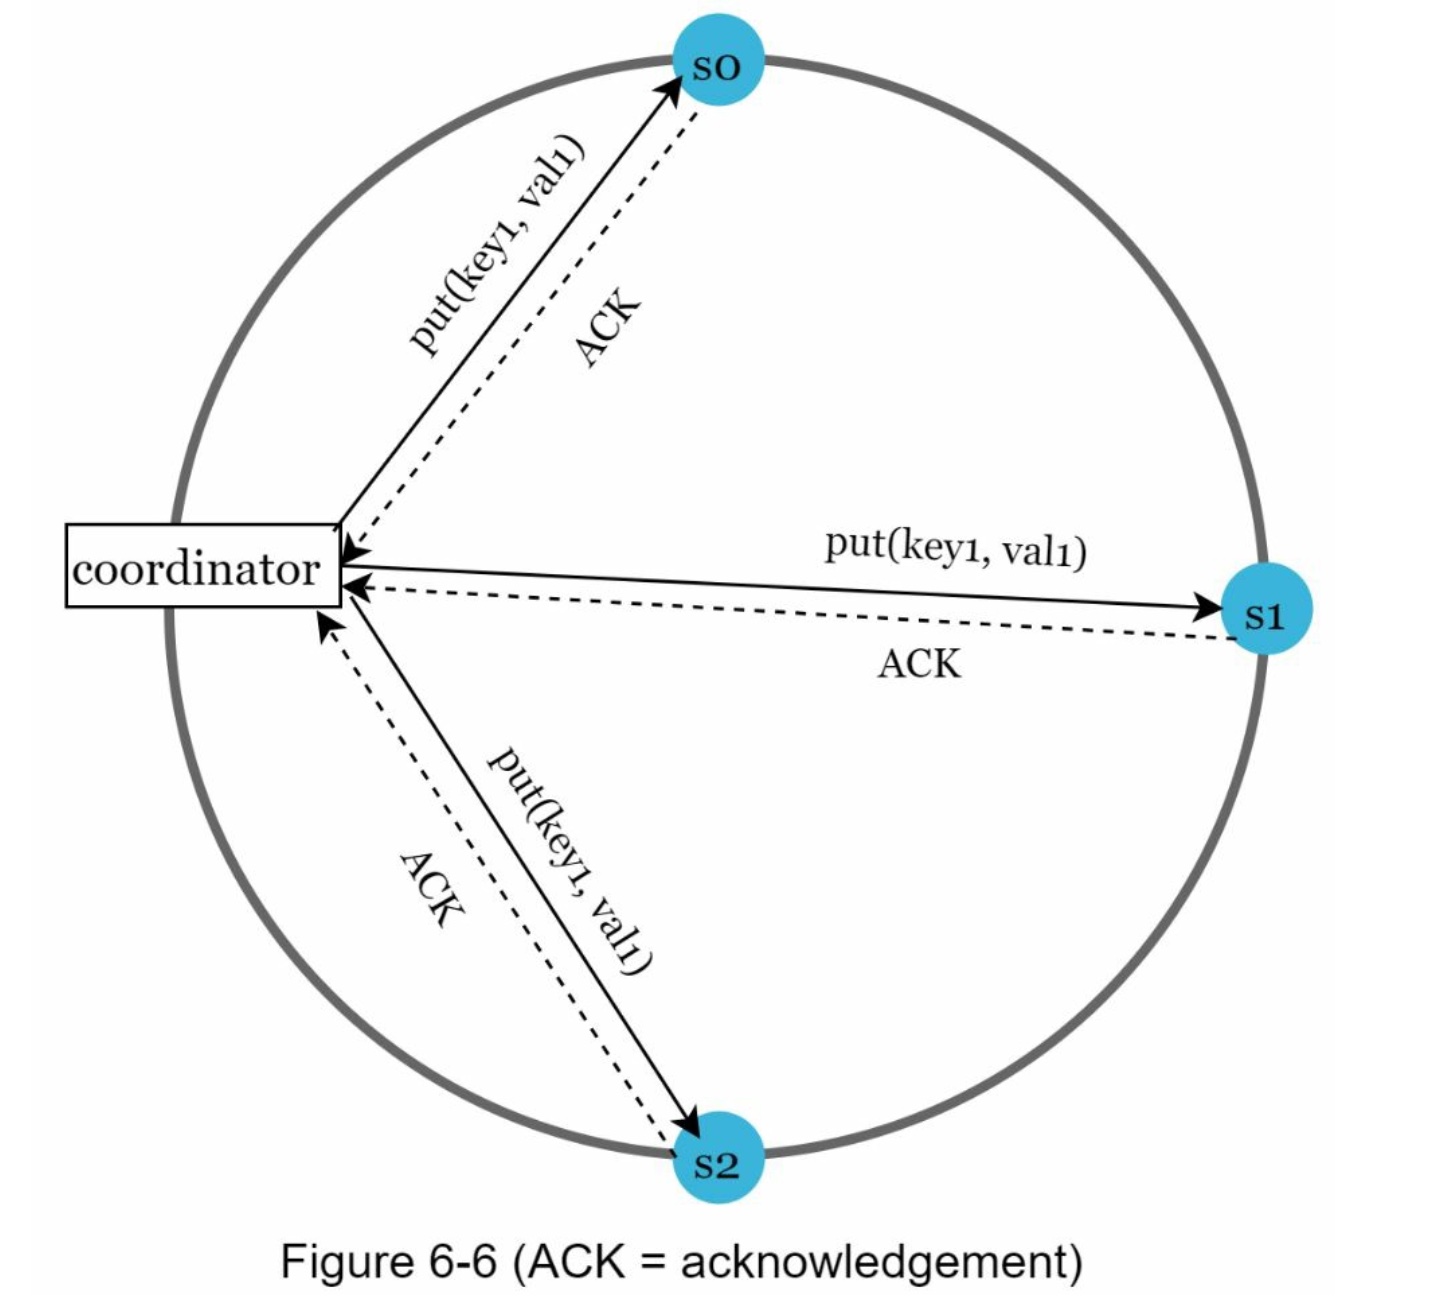 s0
put(key1, val1)
ACK
coordinator
put(key1, val1)
s1
ACK
put(key1, val1)
ACK
s2
Figure 6-6 (ACK = acknowledgement)